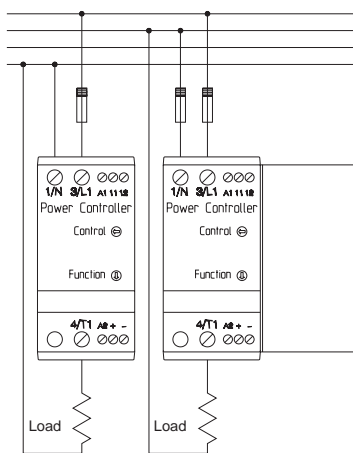 1/N 3/L1 A1 11 12
Power Controller
Control
Function
4/T1 A2 + -
Load
1/N 3/L1 A1 11 12
Power Controller
Control
Function
4/T1 A2 + -
Load